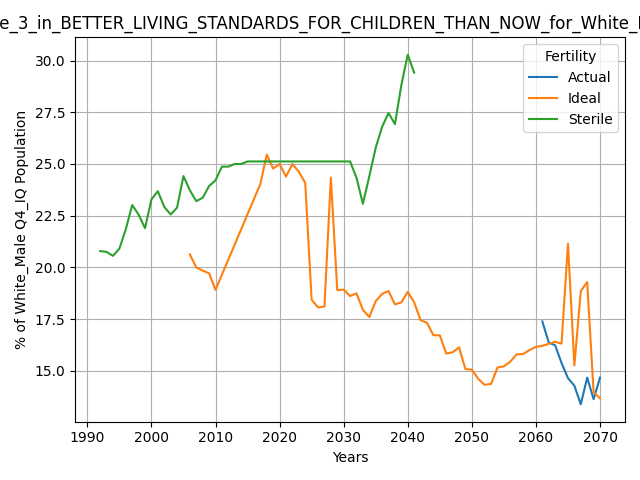 e_3_in_BETTER_LIVING_STANDARDS_FOR_CHILDREN_THAN_NOW_for_White_
% of White_Male Q4_IQ Population
30.0
27.5
25.0
22.5
20.0
17.5
15.0
Fertility
Actual
Ideal
Sterile
1990 2000 2010 2020 2030 2040 2050 2060 2070
Years